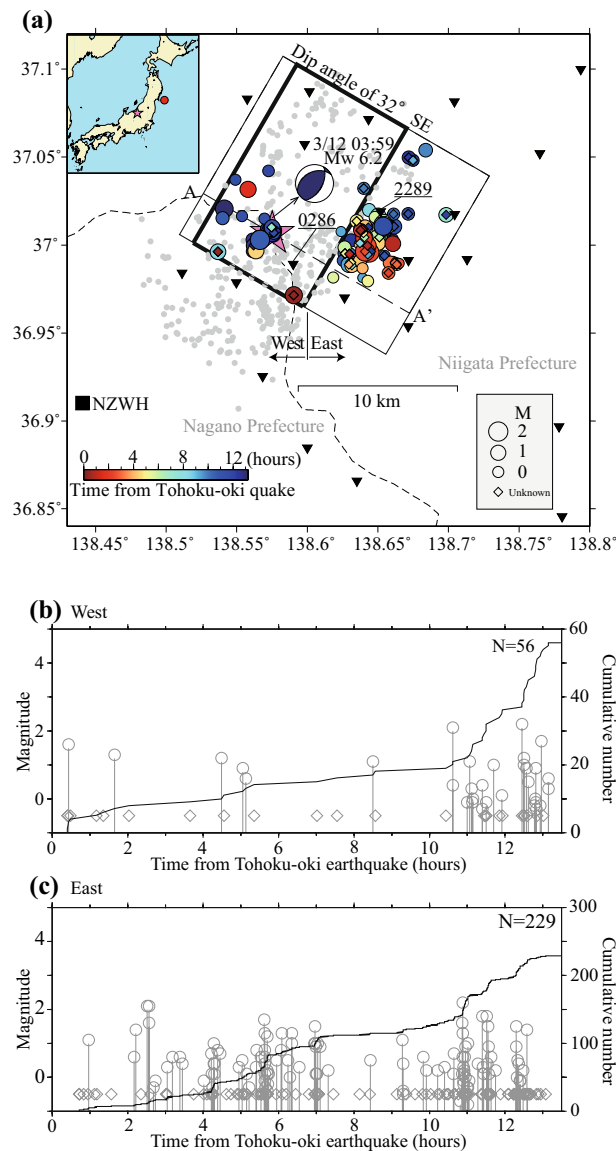 (a)
37.1°
37.05°
37°
36.95°
36.9°
36.85°
Dip angle of 32° SE
3/12 03:59
Mw 6.2
2289
0286
A
A'
West East
Niigata Prefecture
10 km
NZWH
Nagano Prefecture
0 4 8 12 (hours)
Time from Tohoku-oki quake
M
2
1
0
Unknown
138.45 138.5 138.55 138.6 138.65 138.7 138.75 138.8
(b) West
N=56
4
2
0
Magnitude
60
40
20
0
Cumulative number
0 2 4 6 8 10 12
Time from Tohoku-oki earthquake (hours)
(c) East
N=229
4
2
0
Magnitude
300
200
100
0
Cumulative number
0 2 4 6 8 10 12
Time from Tohoku-oki earthquake (hours)